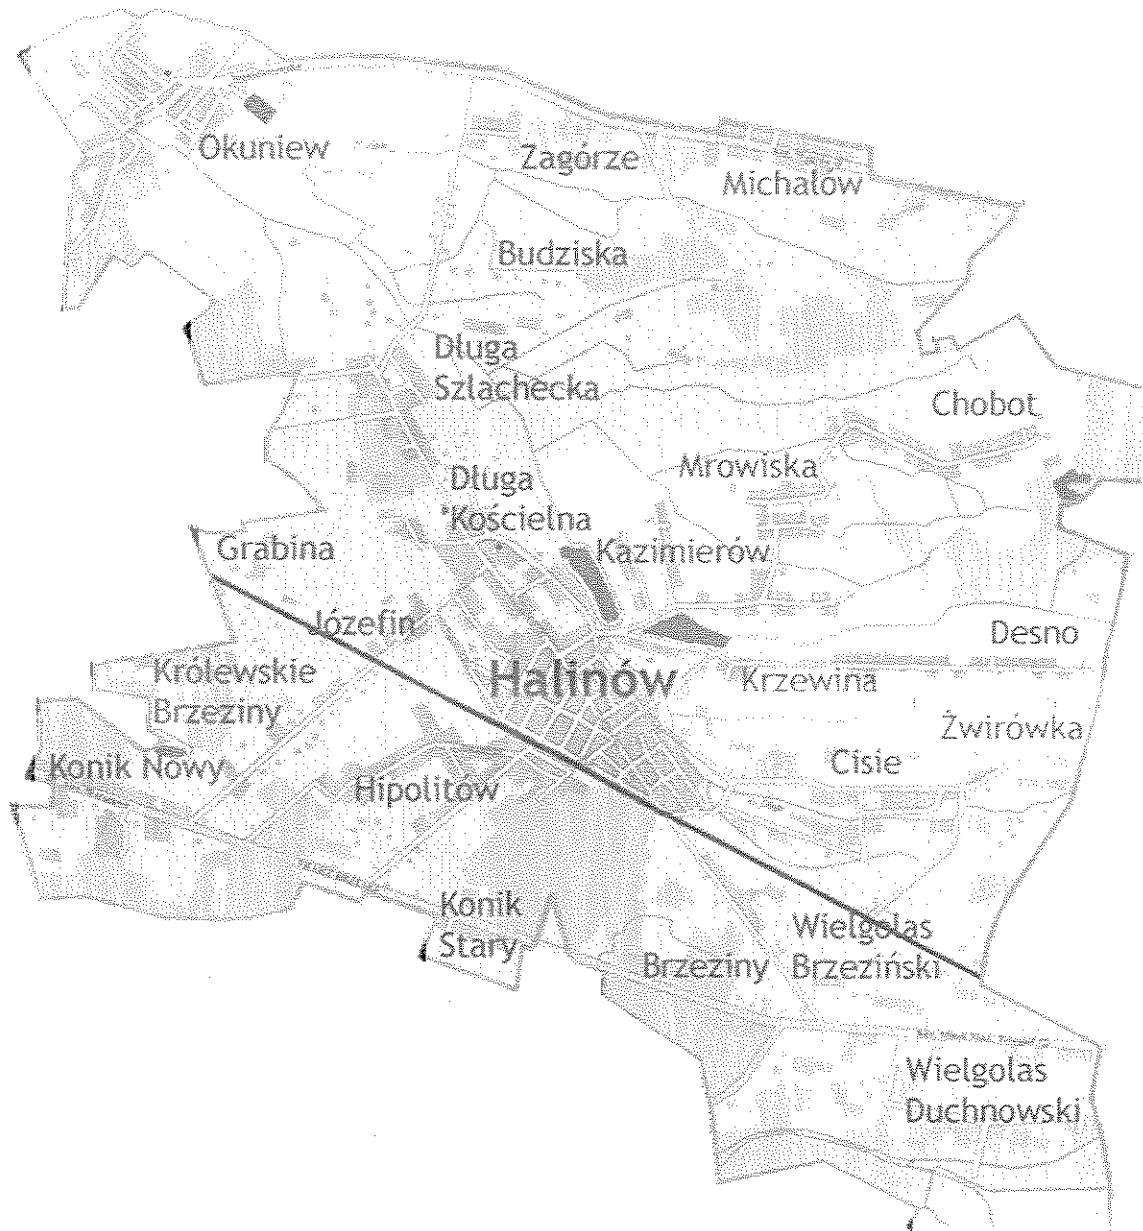 Okuniew
Zagórze
Michałów
Budziska
Długa
Szlachecka
Chobot
Mrowiska
Długa
Kościelna
Kazimierów
Grabina
Józefin
Desno
Królewskie
Brzeziny
Halinów
Krzewina
Żwirówka
Konik Nowy
Hipolitów
Cisie
Konik
Stary
Wielgolas
Brzeziński
Brzeziny
Wielgolas
Duchnowski